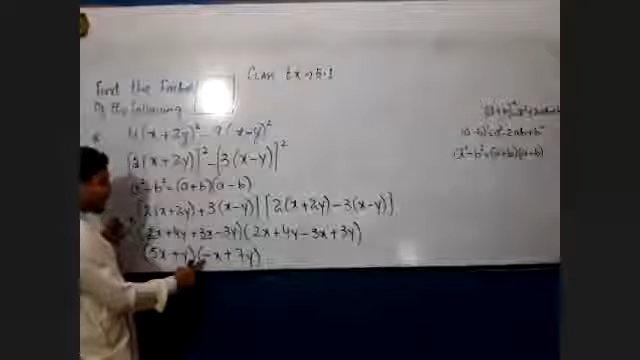 Class Ex → 5.1
Find the Factor
Of the following
4(x+2y)²-9(x-y)²
[2(x+2y)]²-[3(x-y)]²
a²-b²=(a+b)(a-b)
[2(x+2y)+3(x-y)][2(x+2y)-3(x-y)]
(2x+4y+3x-3y)(2x+4y-3x+3y)
(5x+y)(-x+7y)
(a-b)²=a²-2ab+b²
a²-b²=(a+b)(a-b)